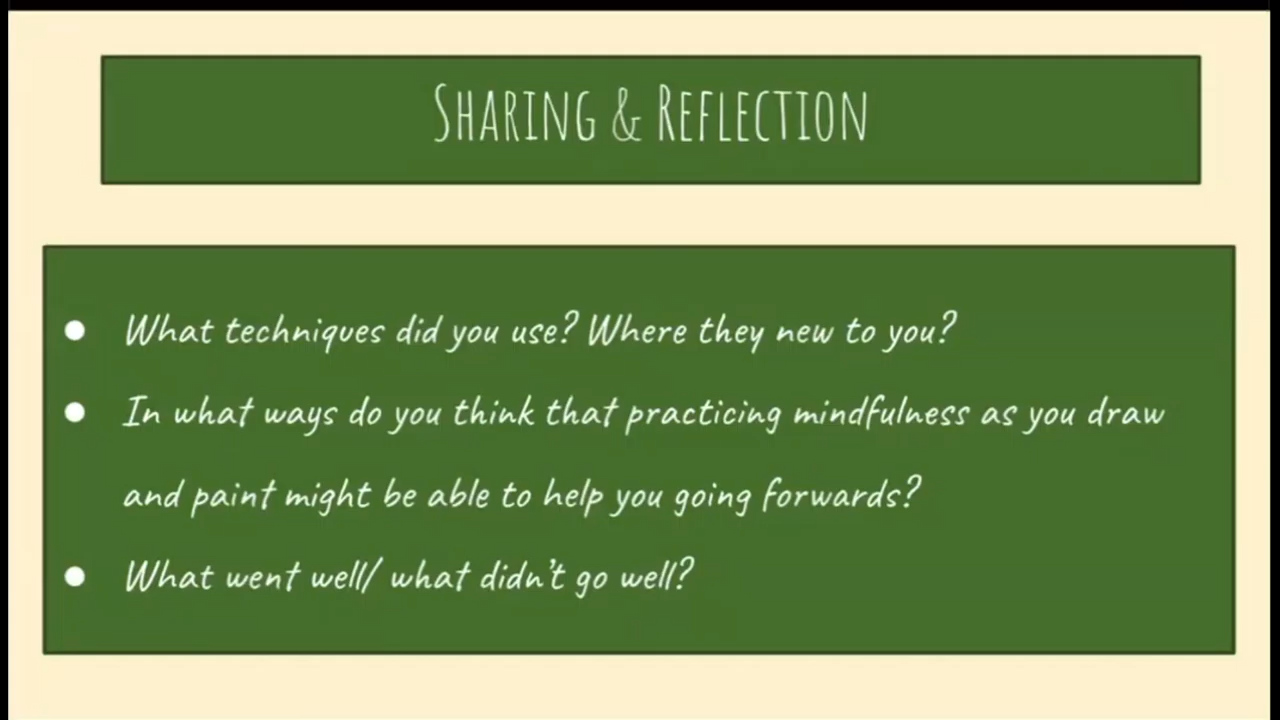 Sharing & Reflection
● What techniques did you use? Where they new to you?
● In what ways do you think that practicing mindfulness as you draw
and paint might be able to help you going forwards?
● What went well/ what didn't go well?